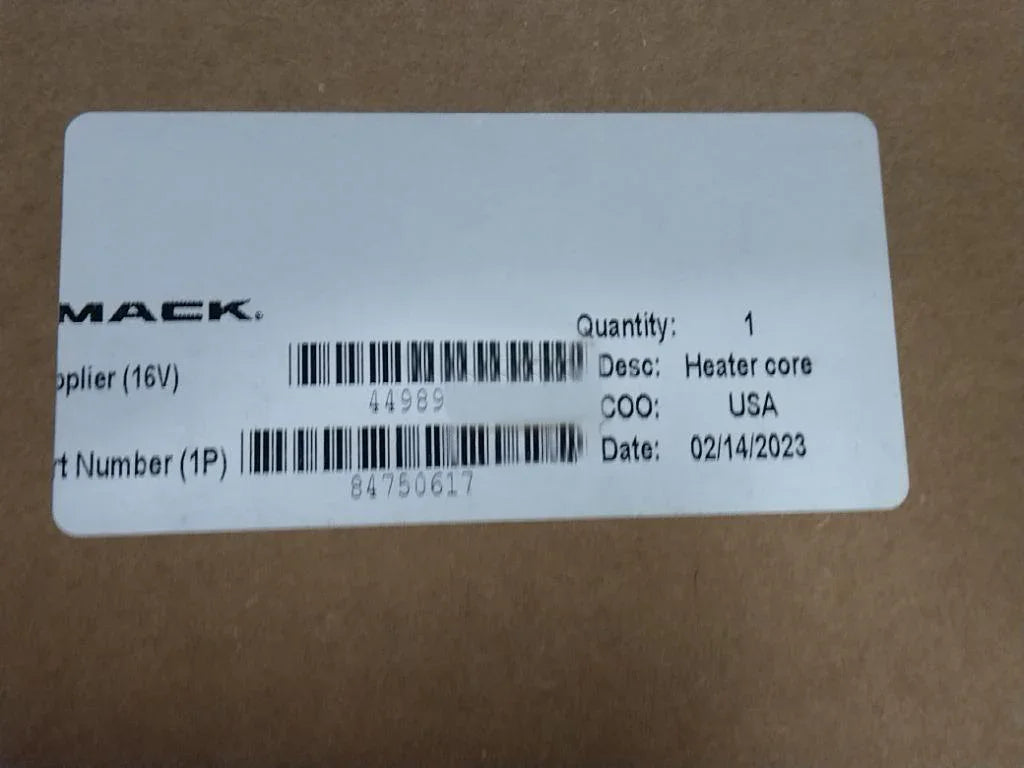 MACK.
pplier (16V)
44989
rt Number (1P)
84750617
Quantity: 1
Desc: Heater core
COO: USA
Date: 02/14/2023